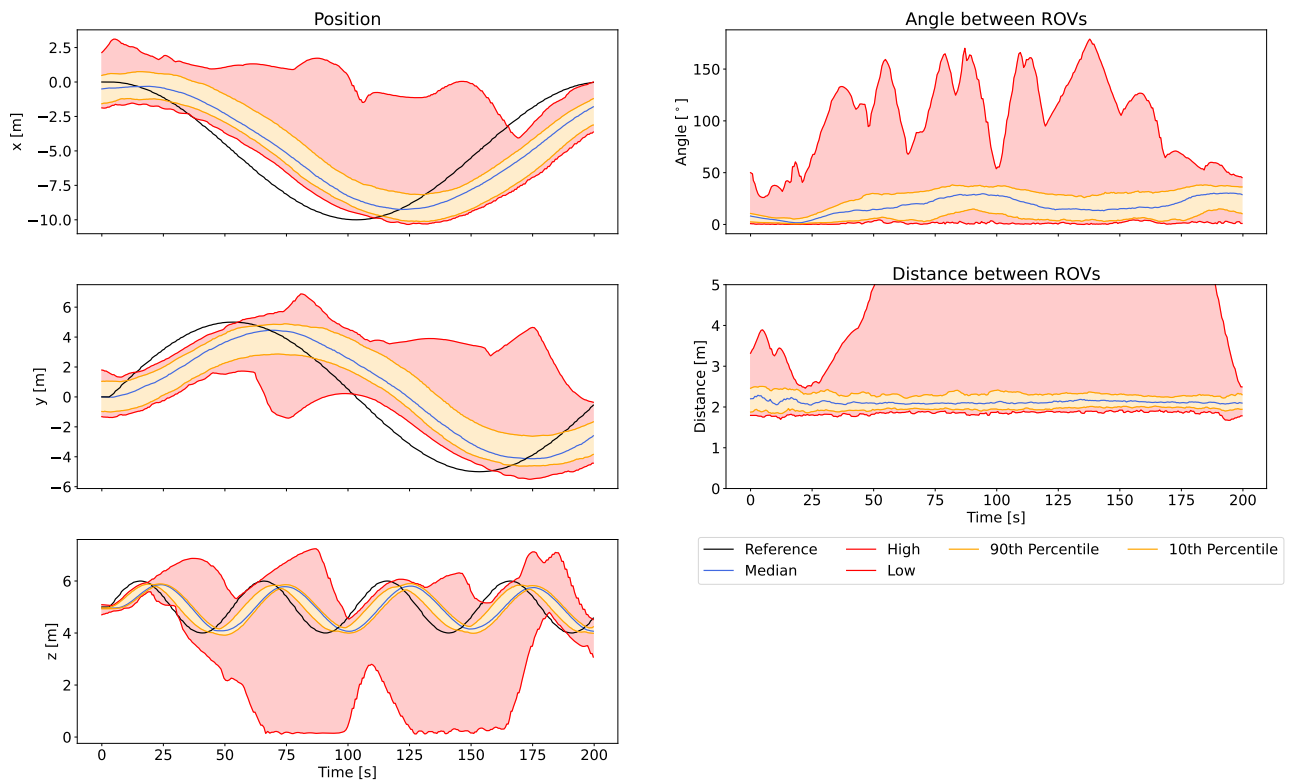 Position
x [m]
2.5
0.0
−2.5
−5.0
−7.5
−10.0
y [m]
6
4
2
0
−2
−4
−6
z [m]
6
4
2
0
0 25 50 75 100 125 150 175 200
Time [s]
Angle between ROVs
Angle [°]
150
100
50
0
Distance between ROVs
Distance [m]
5
4
3
2
1
0
0 25 50 75 100 125 150 175 200
Time [s]
Reference High 90th Percentile 10th Percentile
Median Low